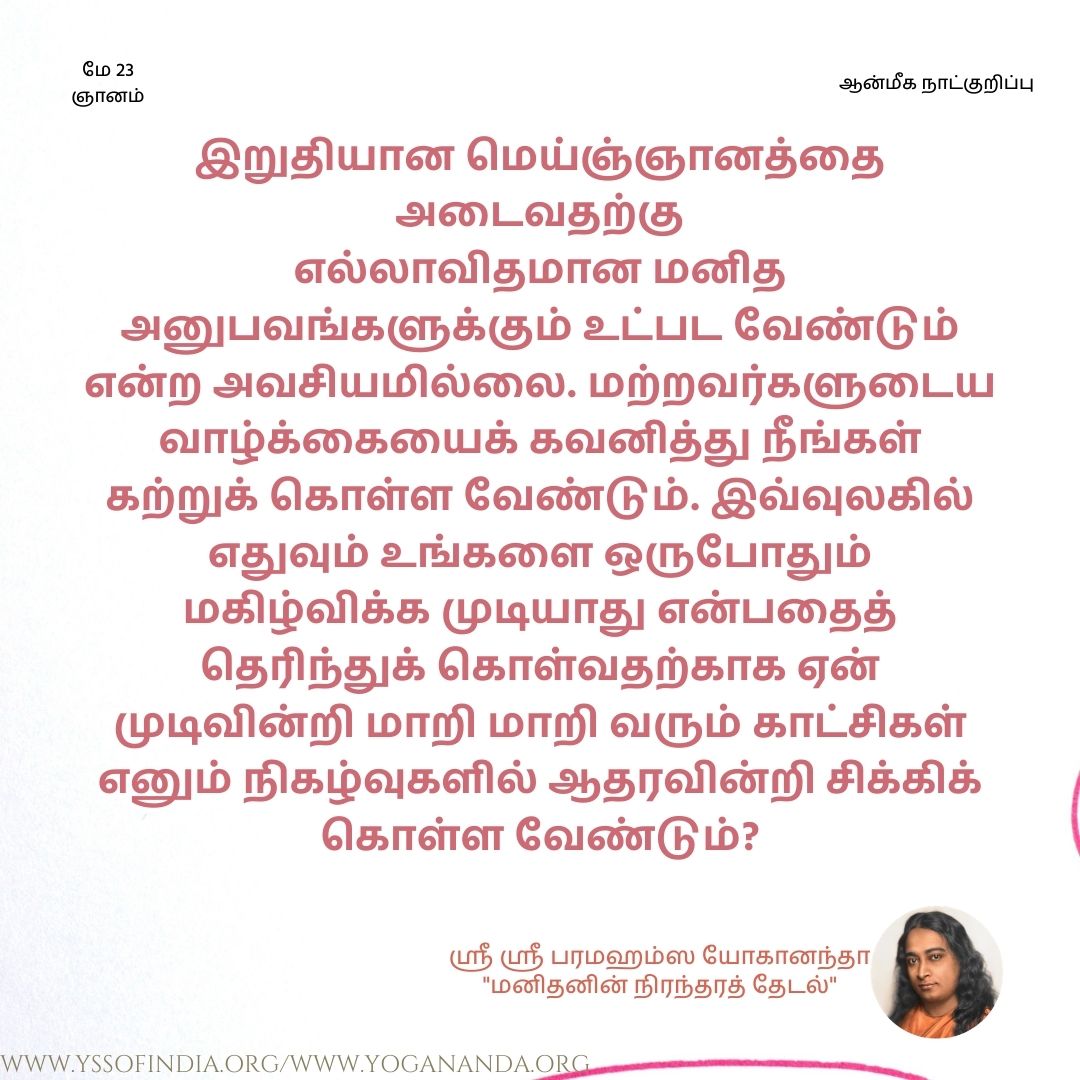 மே 23
ஞானம்
ஆன்மீக நாட்குறிப்பு
இறுதியான மெய்ஞ்ஞானத்தை
அடைவதற்கு
எல்லாவிதமான மனித
அனுபவங்களுக்கும் உட்பட வேண்டும்
என்ற அவசியமில்லை. மற்றவர்களுடைய
வாழ்க்கையைக் கவனித்து நீங்கள்
கற்றுக் கொள்ள வேண்டும். இவ்வுலகில்
எதுவும் உங்களை ஒருபோதும்
மகிழ்விக்க முடியாது என்பதைத்
தெரிந்துக் கொள்வதற்காக ஏன்
முடிவின்றி மாறி மாறி வரும் காட்சிகள்
எனும் நிகழ்வுகளில் ஆதரவின்றி சிக்கிக்
கொள்ள வேண்டும்?
ஸ்ரீ ஸ்ரீ பரமஹம்ஸ யோகானந்தா
"மனிதனின் நிரந்தரத் தேடல்"
WWW.YSSOFINDIA.ORG/WWW.YOGANANDA.ORG